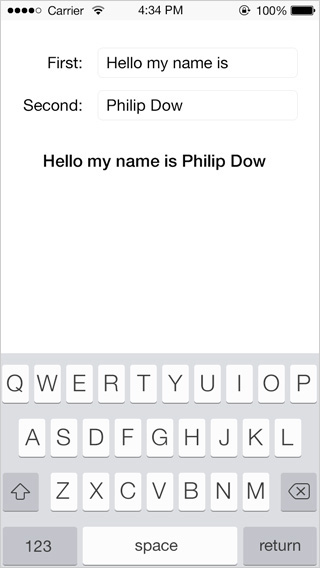 Carrier 4:34 PM 100%
First: Hello my name is
Second: Philip Dow
Hello my name is Philip Dow
Q W E R T Y U I O P
A S D F G H J K L
Z X C V B N M
123 space return